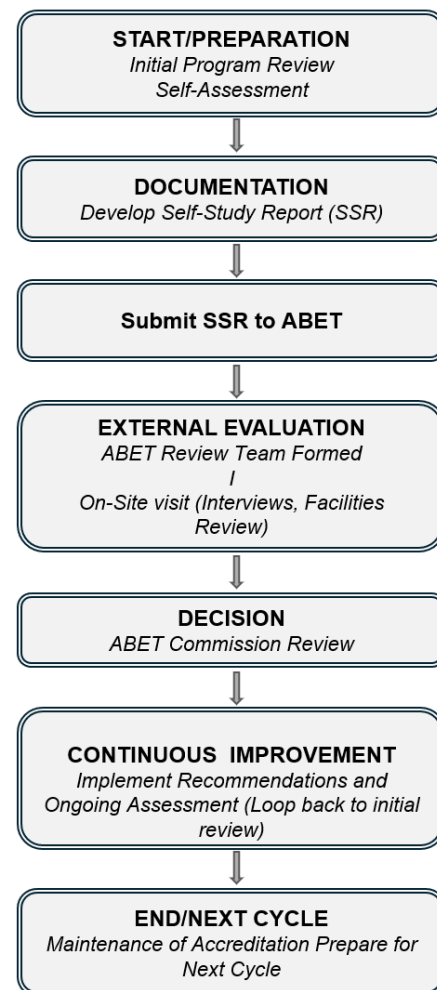 START/PREPARATION
Initial Program Review
Self-Assessment
DOCUMENTATION
Develop Self-Study Report (SSR)
Submit SSR to ABET
EXTERNAL EVALUATION
ABET Review Team Formed
I
On-Site visit (Interviews, Facilities
Review)
DECISION
ABET Commission Review
CONTINUOUS IMPROVEMENT
Implement Recommendations and
Ongoing Assessment (Loop back to initial
review)
END/NEXT CYCLE
Maintenance of Accreditation Prepare for
Next Cycle